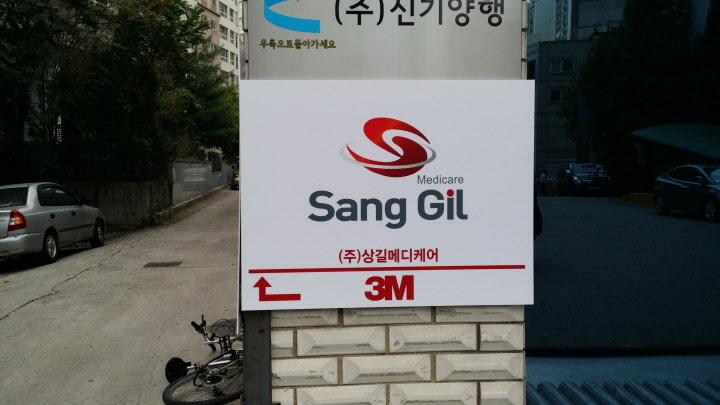 (주)신기양행
우측으로돌아가세요
Medicare
Sang Gil
(주)상길메디케어
3M